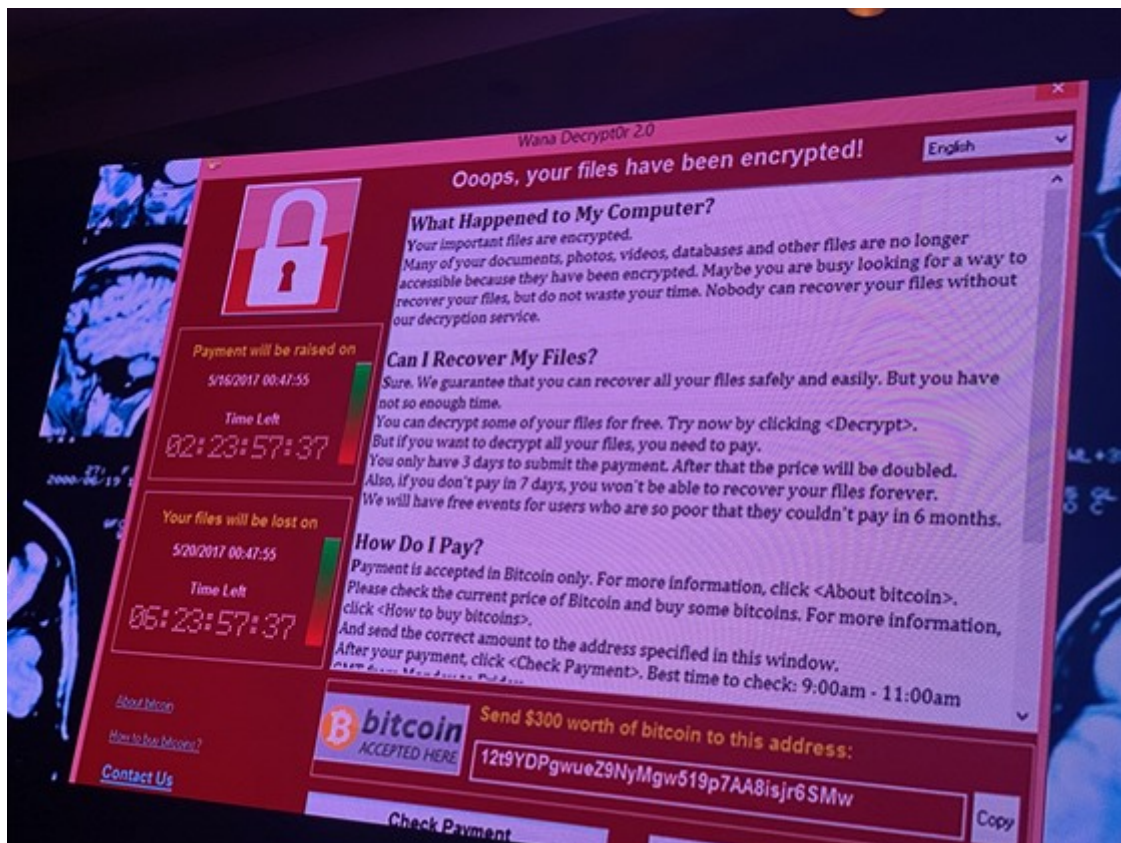 Wana Decrypt0r 2.0
Ooops, your files have been encrypted!
English
What Happened to My Computer?
Your important files are encrypted.
Many of your documents, photos, videos, databases and other files are no longer
accessible because they have been encrypted. Maybe you are busy looking for a way to
recover your files, but do not waste your time. Nobody can recover your files without
our decryption service.
Can I Recover My Files?
Sure. We guarantee that you can recover all your files safely and easily. But you have
not so enough time.
You can decrypt some of your files for free. Try now by clicking <Decrypt>.
But if you want to decrypt all your files, you need to pay.
You only have 3 days to submit the payment. After that the price will be doubled.
Also, if you don't pay in 7 days, you won't be able to recover your files forever.
We will have free events for users who are so poor that they couldn't pay in 6 months.
How Do I Pay?
Payment is accepted in Bitcoin only. For more information, click <About bitcoin>.
Please check the current price of Bitcoin and buy some bitcoins. For more information,
click <How to buy bitcoins>.
And send the correct amount to the address specified in this window.
After your payment, click <Check Payment>. Best time to check: 9:00am - 11:00am
GMT from Monday to Friday.
Payment will be raised on
5/16/2017 00:47:55
Time Left
02:23:57:37
Your files will be lost on
5/20/2017 00:47:55
Time Left
06:23:57:37
About bitcoin
How to buy bitcoins?
Contact Us
bitcoin
ACCEPTED HERE
Send $300 worth of bitcoin to this address:
12t9YDPgwueZ9NyMgw519p7AA8isjr6SMw
Copy
Check Payment